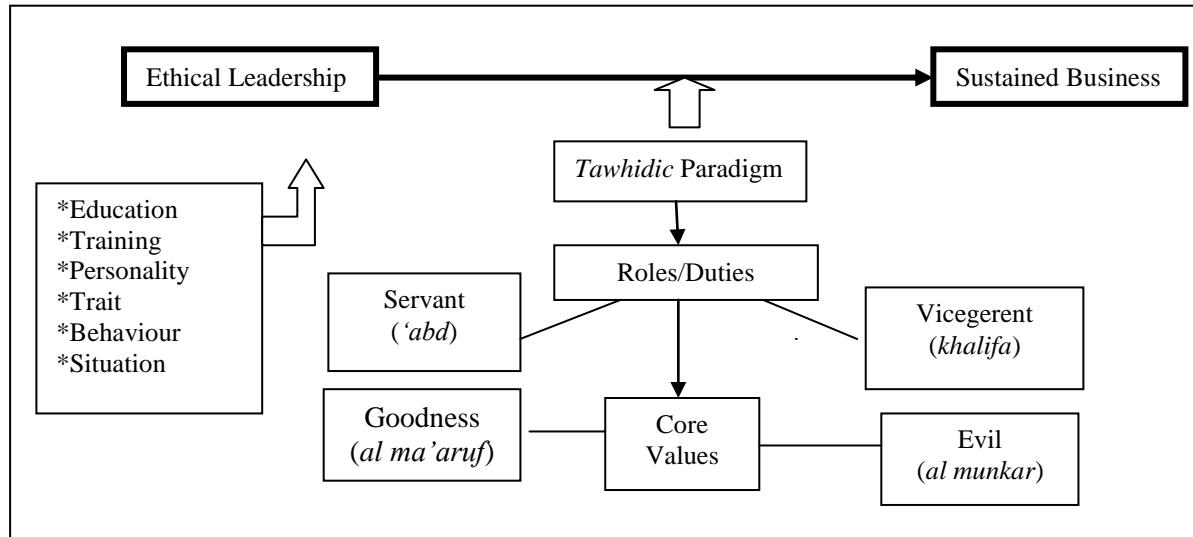 Ethical Leadership
Sustained Business
Tawhidic Paradigm
*Education
*Training
*Personality
*Trait
*Behaviour
*Situation
Roles/Duties
Servant
(‘abd)
Vicegerent
(khalifa)
Goodness
(al ma’aruf)
Core
Values
Evil
(al munkar)